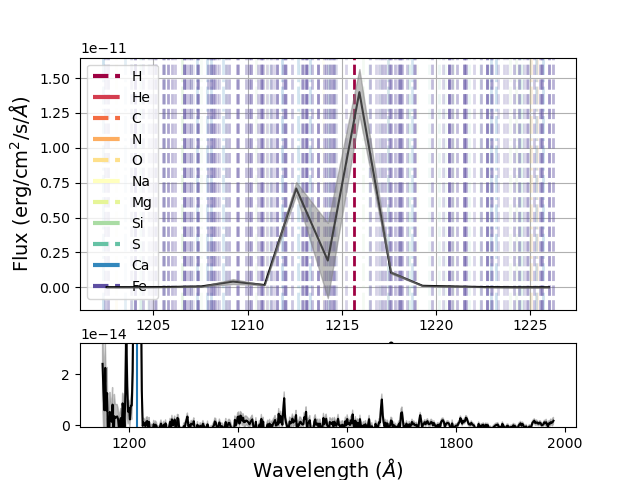 1e−11
Flux (erg/cm²/s/Å)
1.50
1.25
1.00
0.75
0.50
0.25
0.00
H
He
C
N
O
Na
Mg
Si
S
Ca
Fe
1205 1210 1215 1220 1225
1e−14
2
0
1200 1400 1600 1800 2000
Wavelength (Å)